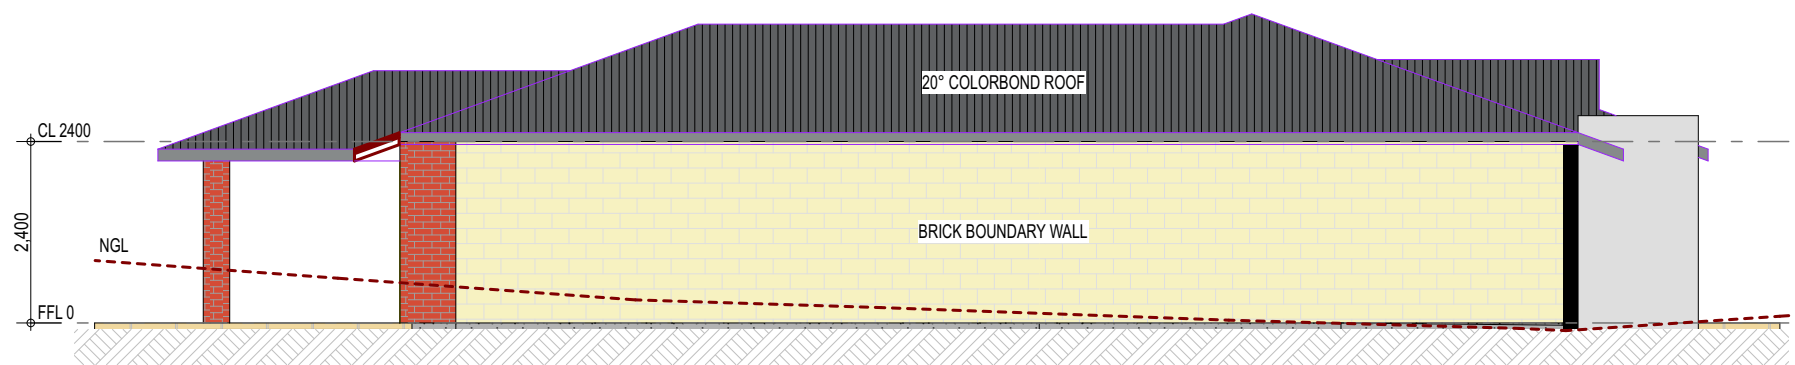 20° COLORBOND ROOF
CL 2400
BRICK BOUNDARY WALL
2,400
NGL
FFL 0